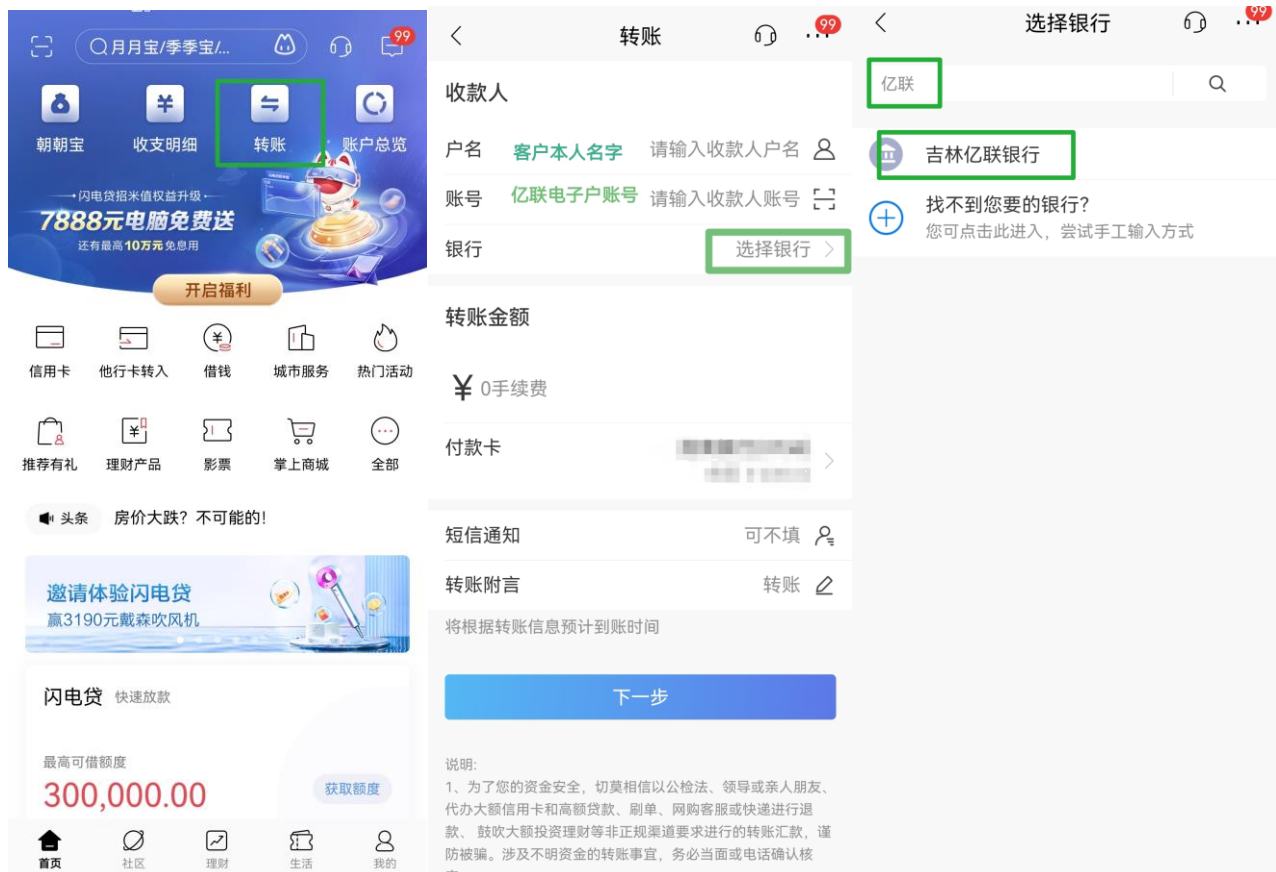 月月宝/季季宝/...
99
朝朝宝
收支明细
转账
账户总览
闪电贷招米值权益升级
7888元电脑免费送
还有最高10万元免息用
开启福利
信用卡
他行卡转入
借钱
城市服务
热门活动
推荐有礼
理财产品
影票
掌上商城
全部
头条 房价大跌？不可能的！
邀请体验闪电贷
赢3190元戴森吹风机
闪电贷 快速放款
最高可借额度
300,000.00
获取额度
首页
社区
理财
生活
我的
转账
99
收款人
户名 客户本人名字 请输入收款人户名
账号 亿联电子户账号 请输入收款人账号
银行 选择银行
转账金额
¥ 0手续费
付款卡
短信通知 可不填
转账附言 转账
将根据转账信息预计到账时间
下一步
说明:
1、为了您的资金安全，切莫相信以公检法、领导或亲人朋友、
代办大额信用卡和高额贷款、刷单、网购客服或快递进行退
款、 鼓吹大额投资理财等非正规渠道要求进行的转账汇款，谨
防被骗。涉及不明资金的转账事宜，务必当面或电话确认核
选择银行
99
亿联
吉林亿联银行
找不到您要的银行？
您可点击此进入，尝试手工输入方式